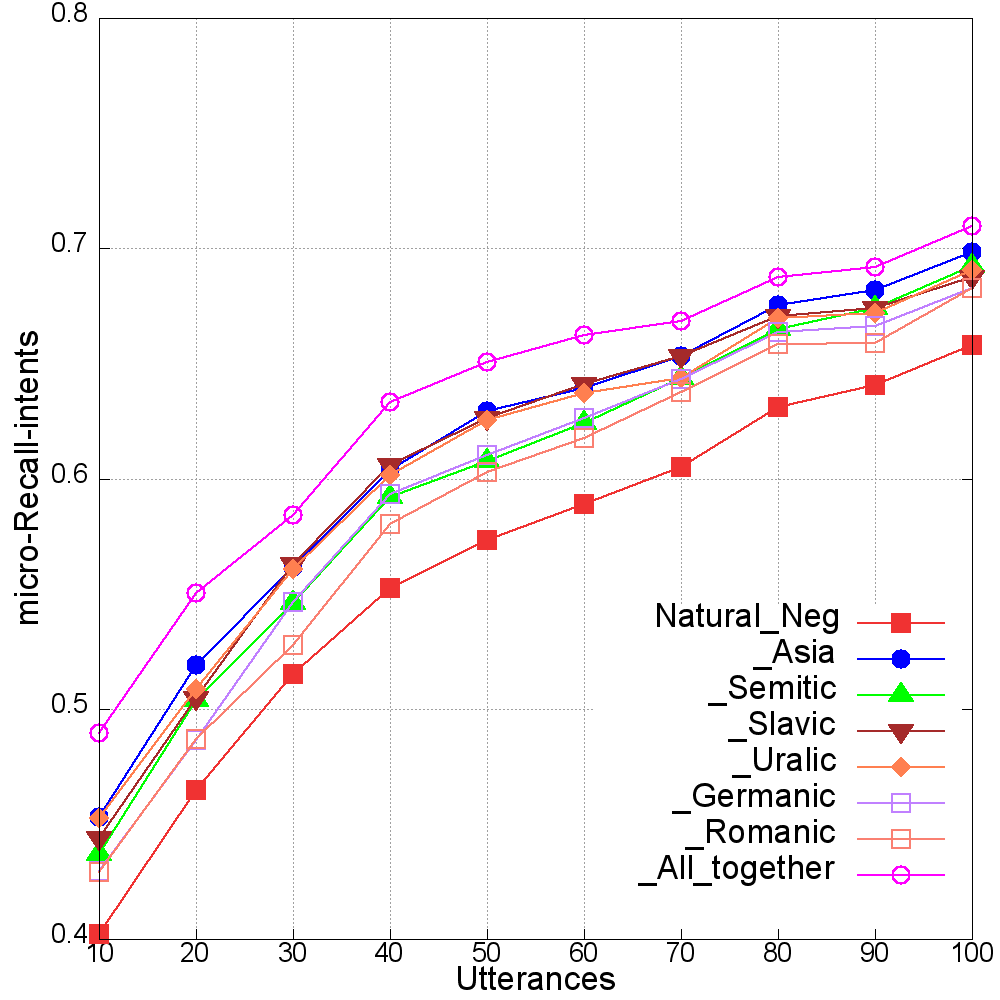 0.8
0.7
0.6
0.5
0.4
micro-Recall-intents
Natural_Neg
_Asia
_Semitic
_Slavic
_Uralic
_Germanic
_Romanic
_All_together
10 20 30 40 50 60 70 80 90 100
Utterances